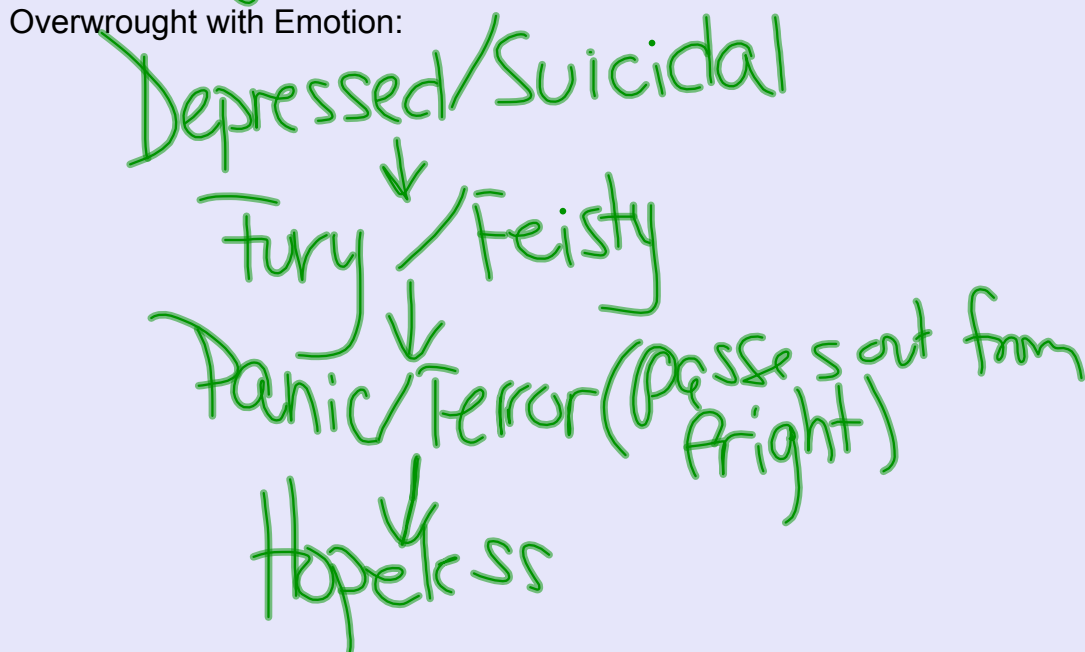 Overwrought with Emotion:
Depressed/Suicidal
↓
Fury/Feisty
↓
Panic/Terror (passes out from
fright)
↓
Hopeless